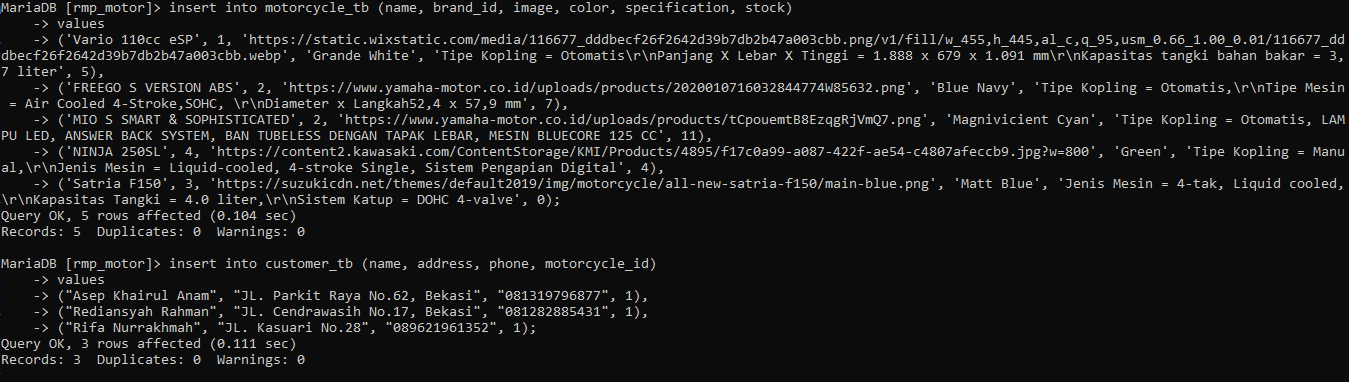 MariaDB [rmp_motor]> insert into motorcycle_tb (name, brand_id, image, color, specification, stock)
    -> values
    -> ('Vario 110cc eSP', 1, 'https://static.wixstatic.com/media/116677_dddbecf26f2642d39b7db2b47a003cbb.png/v1/fill/w_455,h_445,al_c,q_95,usm_0.66_1.00_0.01/116677_dd
dbecf26f2642d39b7db2b47a003cbb.webp', 'Grande White', 'Tipe Kopling = Otomatis\r\nPanjang X Lebar X Tinggi = 1.888 x 679 x 1.091 mm\r\nKapasitas tangki bahan bakar = 3,
7 liter', 5),
    -> ('FREEGO S VERSION ABS', 2, 'https://www.yamaha-motor.co.id/uploads/products/2020010716032844774W85632.png', 'Blue Navy', 'Tipe Kopling = Otomatis,\r\nTipe Mesin
 = Air Cooled 4-Stroke,SOHC, \r\nDiameter x Langkah52,4 x 57,9 mm', 7),
    -> ('MIO S SMART & SOPHISTICATED', 2, 'https://www.yamaha-motor.co.id/uploads/products/tCpouemtB8EzqgRjVmQ7.png', 'Magnivicient Cyan', 'Tipe Kopling = Otomatis, LAM
PU LED, ANSWER BACK SYSTEM, BAN TUBELESS DENGAN TAPAK LEBAR, MESIN BLUECORE 125 CC', 11),
    -> ('NINJA 250SL', 4, 'https://content2.kawasaki.com/ContentStorage/KMI/Products/4895/f17c0a99-a087-422f-ae54-c4807afeccb9.jpg?w=800', 'Green', 'Tipe Kopling = Manu
al,\r\nJenis Mesin = Liquid-cooled, 4-stroke Single, Sistem Pengapian Digital', 4),
    -> ('Satria F150', 3, 'https://suzukicdn.net/themes/default2019/img/motorcycle/all-new-satria-f150/main-blue.png', 'Matt Blue', 'Jenis Mesin = 4-tak, Liquid cooled,
\r\nKapasitas Tangki = 4.0 liter,\r\nSistem Katup = DOHC 4-valve', 0);
Query OK, 5 rows affected (0.104 sec)
Records: 5  Duplicates: 0  Warnings: 0

MariaDB [rmp_motor]> insert into customer_tb (name, address, phone, motorcycle_id)
    -> values
    -> ("Asep Khairul Anam", "JL. Parkit Raya No.62, Bekasi", "081319796877", 1),
    -> ("Rediansyah Rahman", "JL. Cendrawasih No.17, Bekasi", "081282885431", 1),
    -> ("Rifa Nurrakhmah", "JL. Kasuari No.28", "089621961352", 1);
Query OK, 3 rows affected (0.111 sec)
Records: 3  Duplicates: 0  Warnings: 0